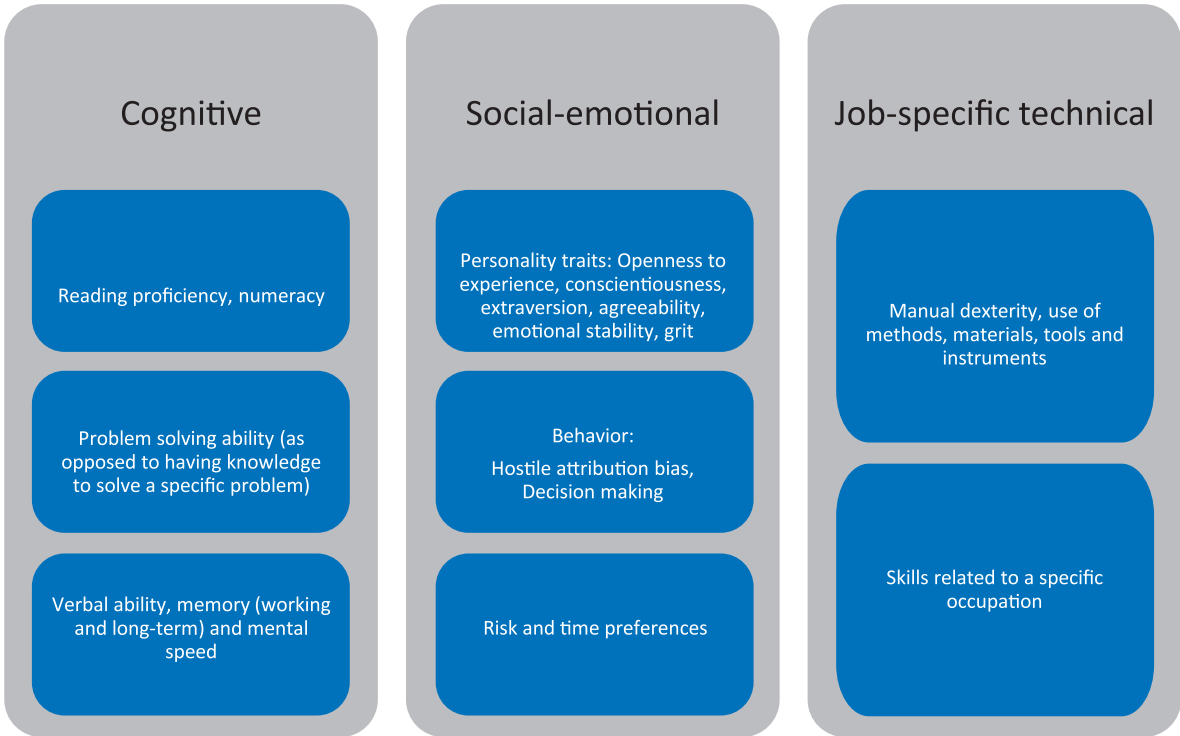 Cognitive
Reading proficiency, numeracy
Problem solving ability (as
opposed to having knowledge
to solve a specific problem)
Verbal ability, memory (working
and long-term) and mental
speed
Social-emotional
Personality traits: Openness to
experience, conscientiousness,
extraversion, agreeability,
emotional stability, grit
Behavior:
Hostile attribution bias,
Decision making
Risk and time preferences
Job-specific technical
Manual dexterity, use of
methods, materials, tools and
instruments
Skills related to a specific
occupation